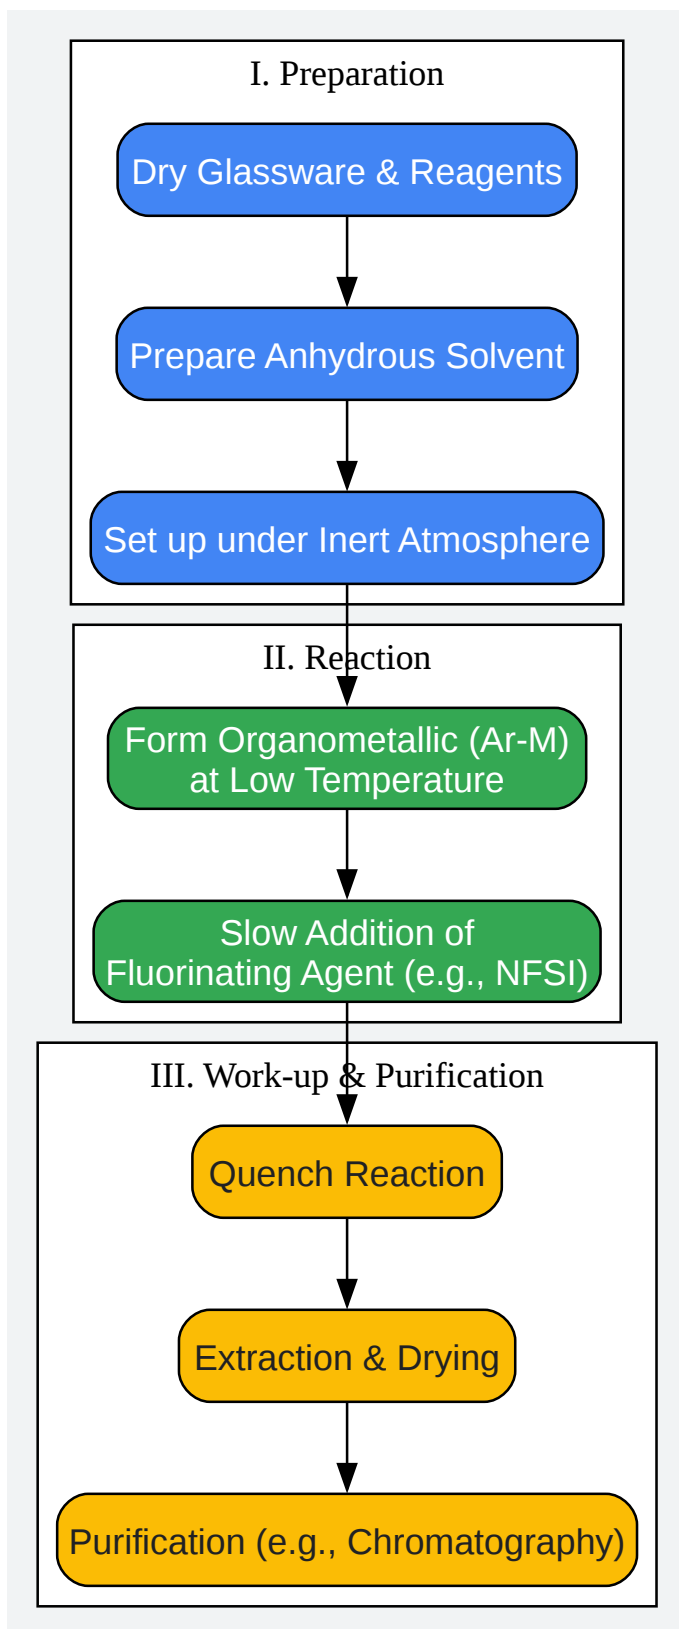 I. Preparation
Dry Glassware & Reagents
Prepare Anhydrous Solvent
Set up under Inert Atmosphere
II. Reaction
Form Organometallic (Ar-M)
at Low Temperature
Slow Addition of
Fluorinating Agent (e.g., NFSI)
III. Work-up & Purification
Quench Reaction
Extraction & Drying
Purification (e.g., Chromatography)